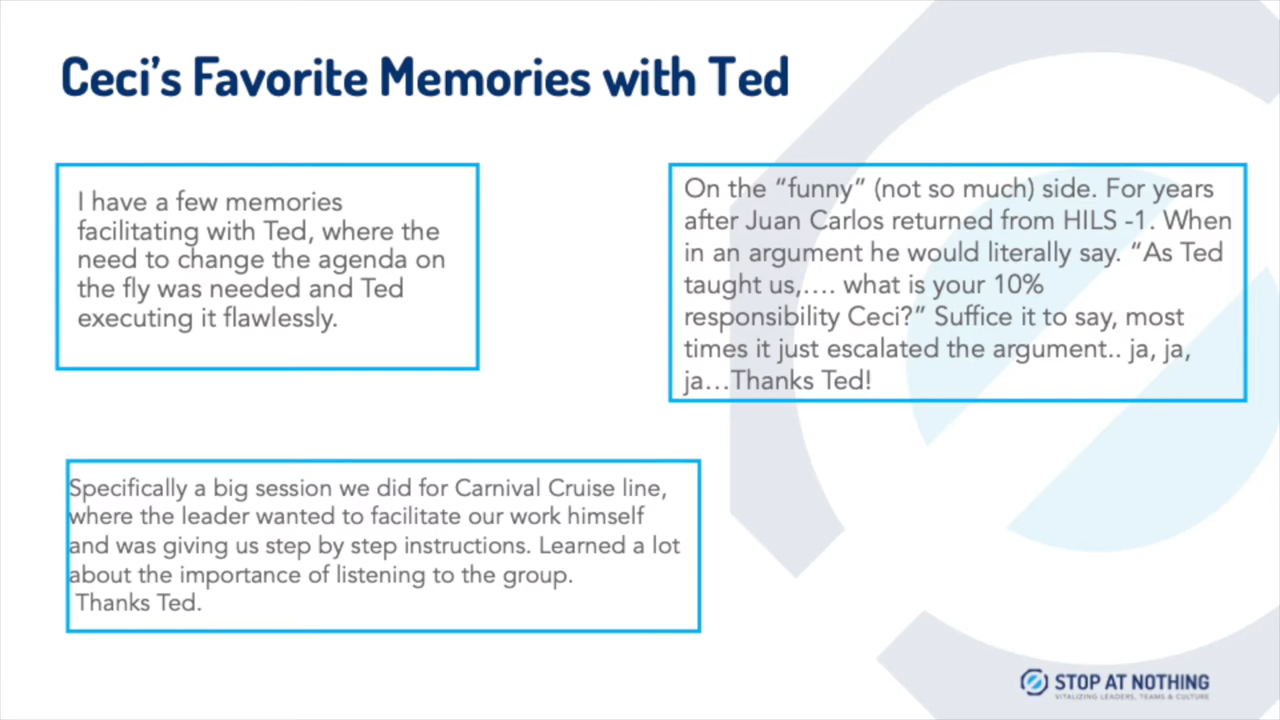 Ceci's Favorite Memories with Ted
I have a few memories
facilitating with Ted, where the
need to change the agenda on
the fly was needed and Ted
executing it flawlessly.
On the "funny" (not so much) side. For years
after Juan Carlos returned from HILS -1. When
in an argument he would literally say. "As Ted
taught us,.... what is your 10%
responsibility Ceci?" Suffice it to say, most
times it just escalated the argument.. ja, ja,
ja...Thanks Ted!
Specifically a big session we did for Carnival Cruise line,
where the leader wanted to facilitate our work himself
and was giving us step by step instructions. Learned a lot
about the importance of listening to the group.
Thanks Ted.
STOP AT NOTHING
VITALIZING LEADERS, TEAMS & CULTURE